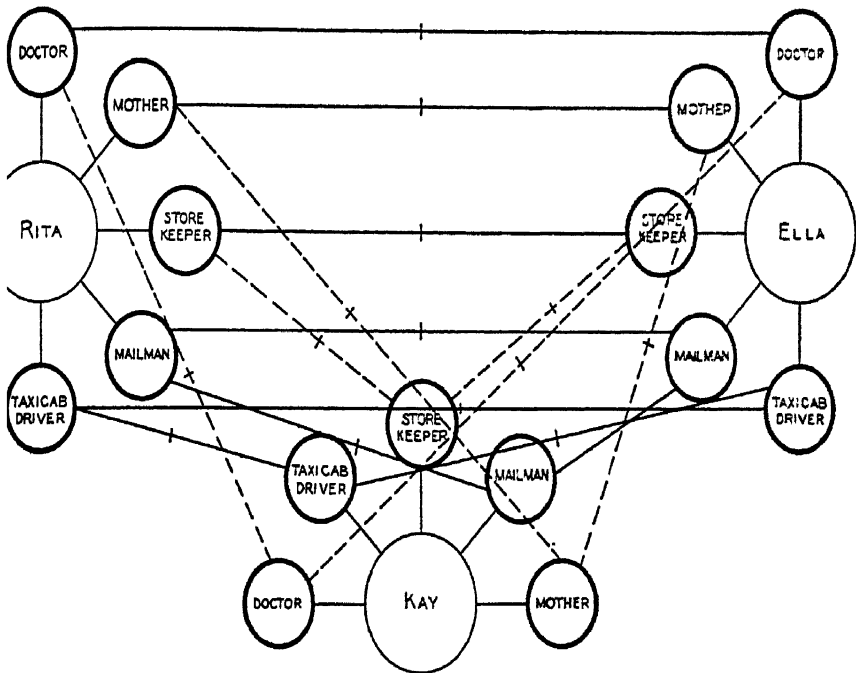 DOCTOR
DOCTOR
MOTHER
MOTHER
RITA
STORE
KEEPER
STORE
KEEPER
ELLA
MAILMAN
MAILMAN
TAXICAB
DRIVER
STORE
KEEPER
TAXICAB
DRIVER
TAXICAB
DRIVER
MAILMAN
DOCTOR
KAY
MOTHER